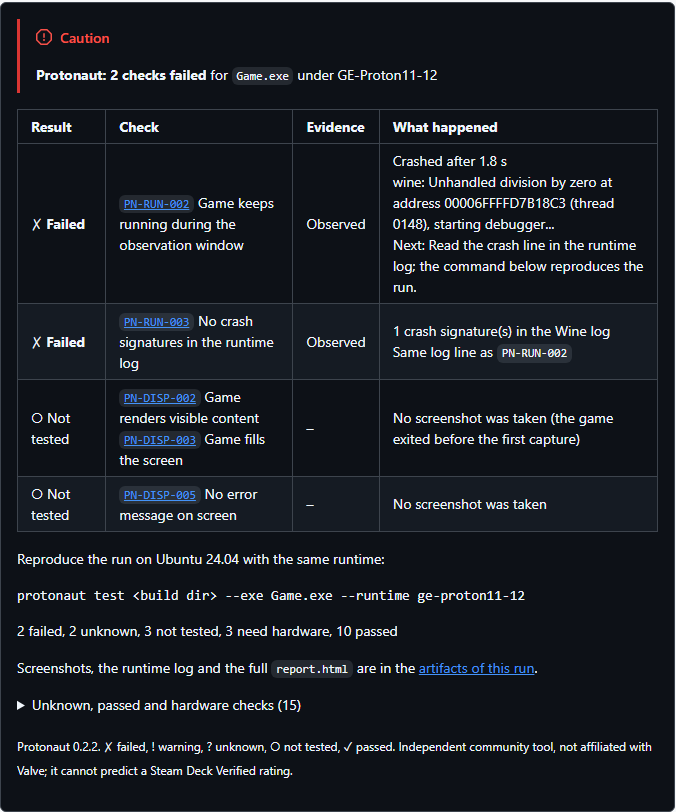 Caution
Protonaut: 2 checks failed for Game.exe under GE-Proton11-12
Result
Check
Evidence
What happened
✗ Failed
PN-RUN-002 Game keeps
running during the
observation window
Observed
Crashed after 1.8 s
wine: Unhandled division by zero at
address 00006FFFFD7B18C3 (thread
0148), starting debugger...
Next: Read the crash line in the runtime
log; the command below reproduces the
run.
✗ Failed
PN-RUN-003 No crash
signatures in the runtime
log
Observed
1 crash signature(s) in the Wine log
Same log line as PN-RUN-002
○ Not
tested
PN-DISP-002 Game
renders visible content
PN-DISP-003 Game fills
the screen
–
No screenshot was taken (the game
exited before the first capture)
○ Not
tested
PN-DISP-005 No error
message on screen
–
No screenshot was taken
Reproduce the run on Ubuntu 24.04 with the same runtime:
protonaut test <build dir> --exe Game.exe --runtime ge-proton11-12
2 failed, 2 unknown, 3 not tested, 3 need hardware, 10 passed
Screenshots, the runtime log and the full report.html are in the artifacts of this run.
▶ Unknown, passed and hardware checks (15)
Protonaut 0.2.2. ✗ failed, ! warning, ? unknown, ○ not tested, ✓ passed. Independent community tool, not affiliated with
Valve; it cannot predict a Steam Deck Verified rating.